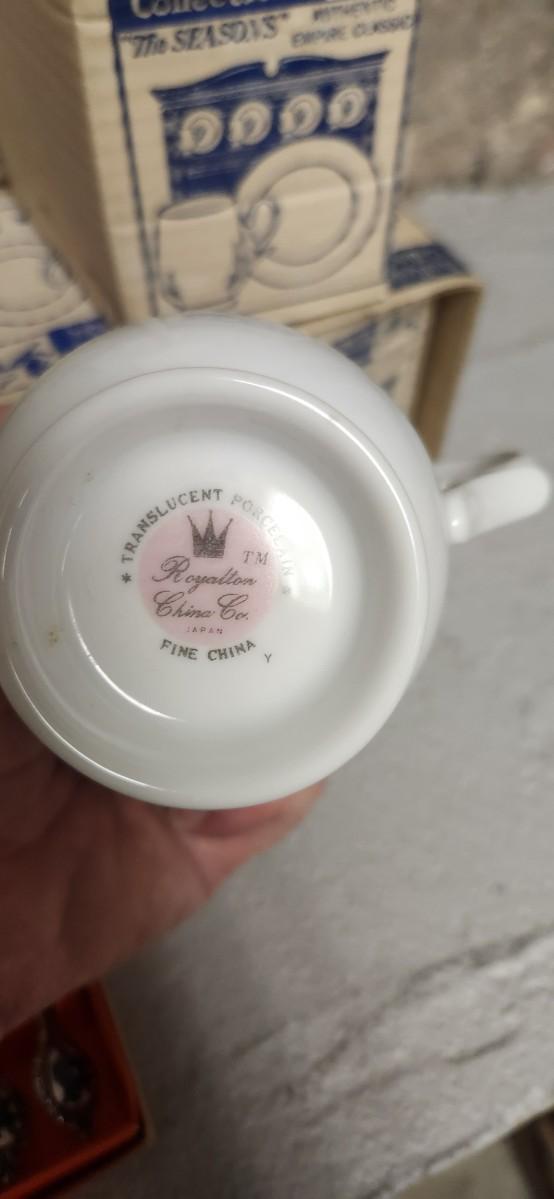 "The SEASONS"
AUTHENTIC
EMPIRE CLASSICS
* TRANSLUCENT PORCELAIN *
TM
Royalton
China Co.
JAPAN
FINE CHINA
Y